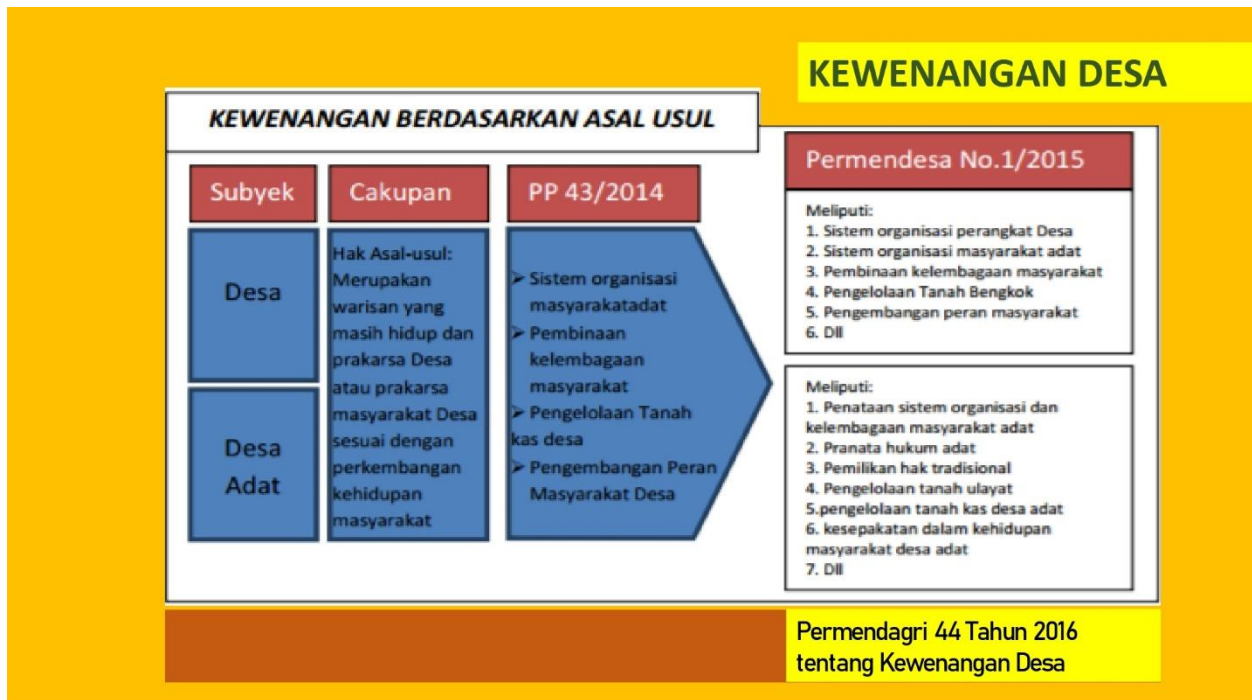 KEWENANGAN DESA
KEWENANGAN BERDASARKAN ASAL USUL
Subyek
Desa
Desa
Adat
Cakupan
Hak Asal-usul:
Merupakan
warisan yang
masih hidup dan
prakarsa Desa
atau prakarsa
masyarakat Desa
sesuai dengan
perkembangan
kehidupan
masyarakat
PP 43/2014
➢ Sistem organisasi
masyarakatadat
➢ Pembinaan
kelembagaan
masyarakat
➢ Pengelolaan Tanah
kas desa
➢ Pengembangan Peran
Masyarakat Desa
Permendesa No.1/2015
Meliputi:
1. Sistem organisasi perangkat Desa
2. Sistem organisasi masyarakat adat
3. Pembinaan kelembagaan masyarakat
4. Pengelolaan Tanah Bengkok
5. Pengembangan peran masyarakat
6. Dll
Meliputi:
1. Penataan sistem organisasi dan
kelembagaan masyarakat adat
2. Pranata hukum adat
3. Pemilikan hak tradisional
4. Pengelolaan tanah ulayat
5.pengelolaan tanah kas desa adat
6. kesepakatan dalam kehidupan
masyarakat desa adat
7. Dll
Permendagri 44 Tahun 2016
tentang Kewenangan Desa